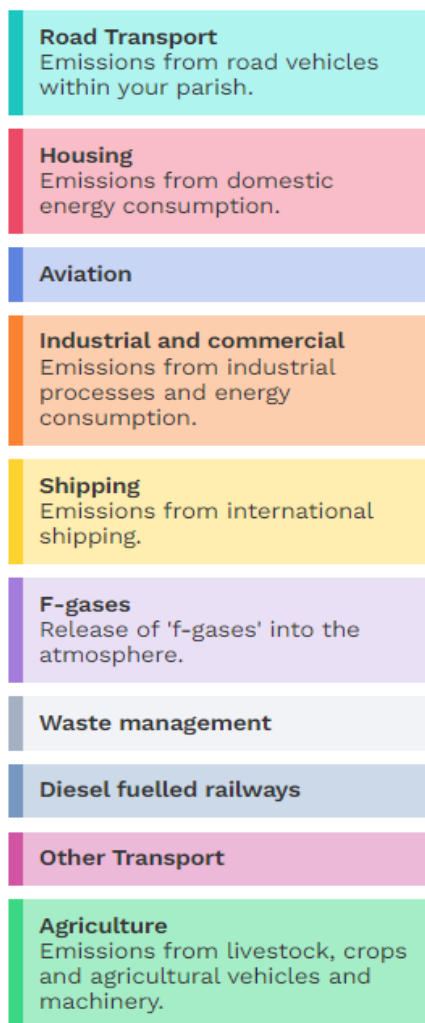 Road Transport
Emissions from road vehicles
within your parish.
Housing
Emissions from domestic
energy consumption.
Aviation
Industrial and commercial
Emissions from industrial
processes and energy
consumption.
Shipping
Emissions from international
shipping.
F-gases
Release of 'f-gases' into the
atmosphere.
Waste management
Diesel fuelled railways
Other Transport
Agriculture
Emissions from livestock, crops
and agricultural vehicles and
machinery.